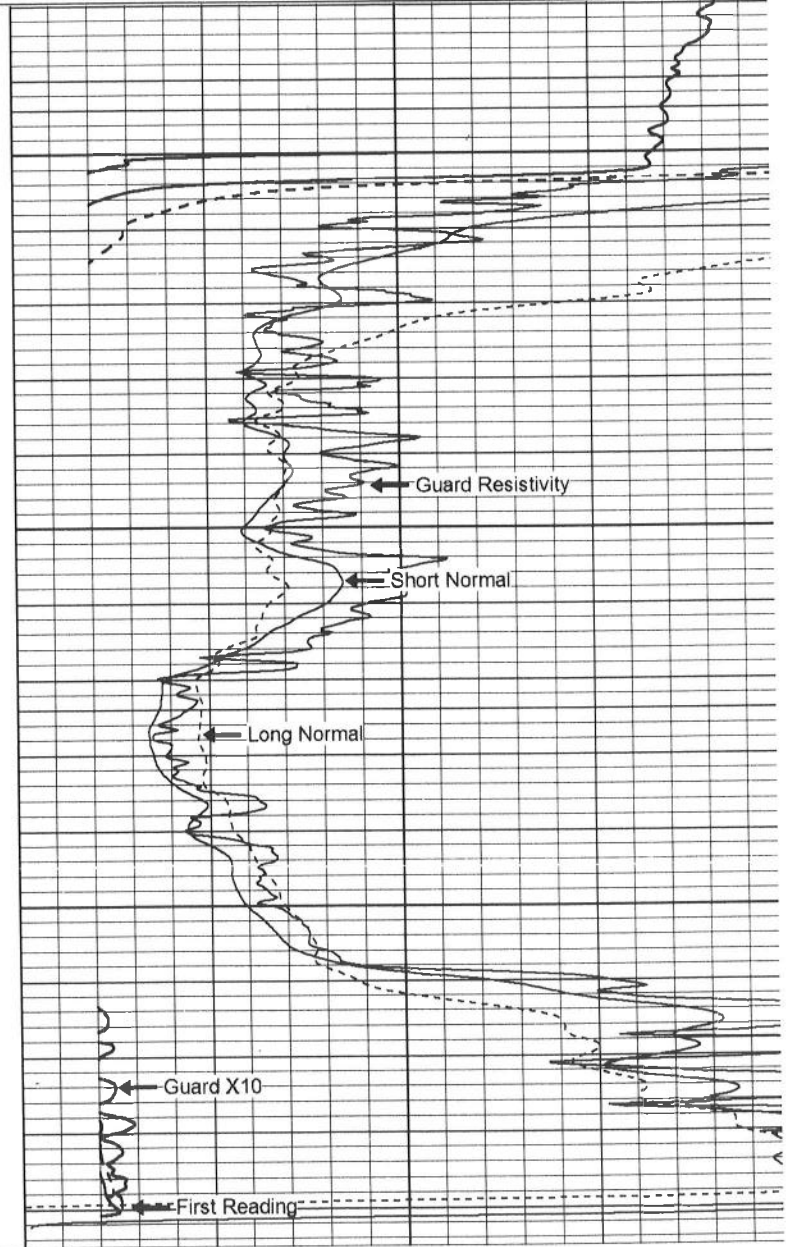 Guard Resistivity
Short Normal
Long Normal
Guard X10
First Reading